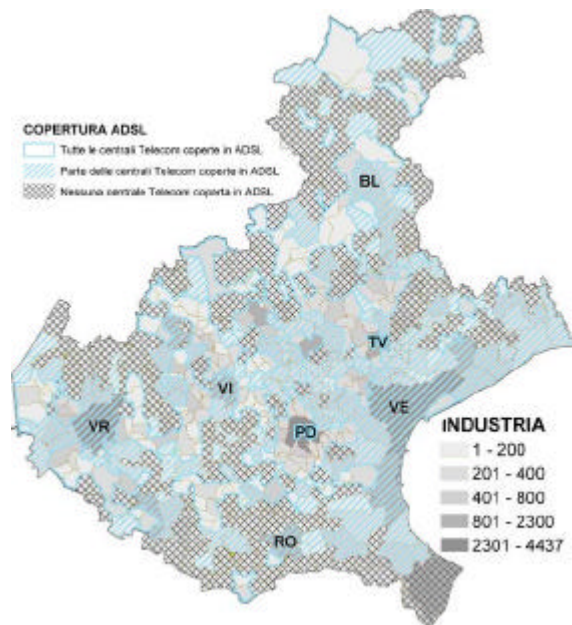 COPERTURA ADSL
Tutte le centrali Telecom coperte in ADSL
Parte delle centrali Telecom coperte in ADSL
Nessuna centrale Telecom coperta in ADSL
BL
TV
VI
VE
VR
PD
RO
INDUSTRIA
1 - 200
201 - 400
401 - 800
801 - 2300
2301 - 4437